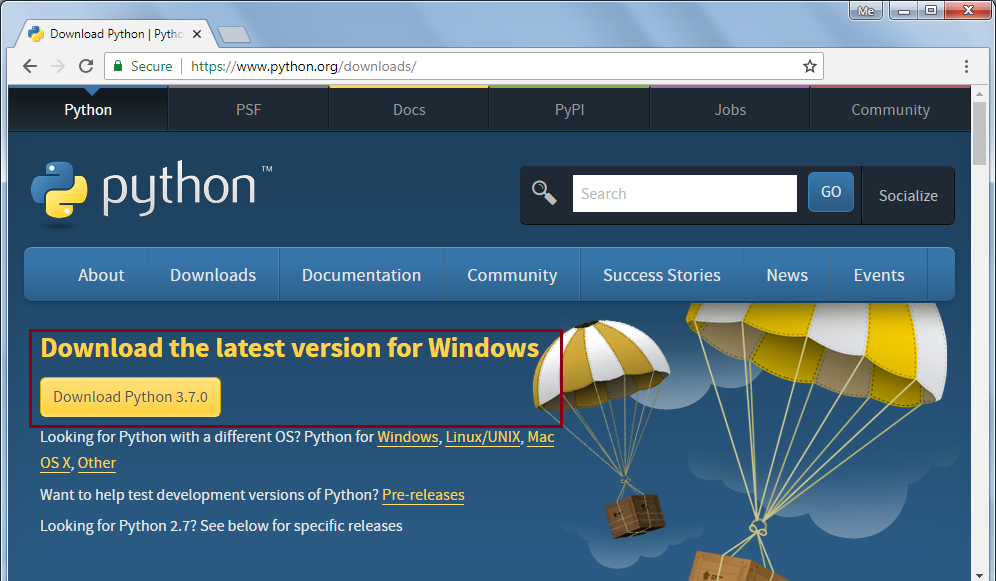 Me
Download Python | Pytho
Secure
https://www.python.org/downloads/
Python PSF Docs PyPI Jobs Community
python™
Search
GO
Socialize
About Downloads Documentation Community Success Stories News Events
Download the latest version for Windows
Download Python 3.7.0
Looking for Python with a different OS? Python for Windows, Linux/UNIX, Mac
OS X, Other
Want to help test development versions of Python? Pre-releases
Looking for Python 2.7? See below for specific releases